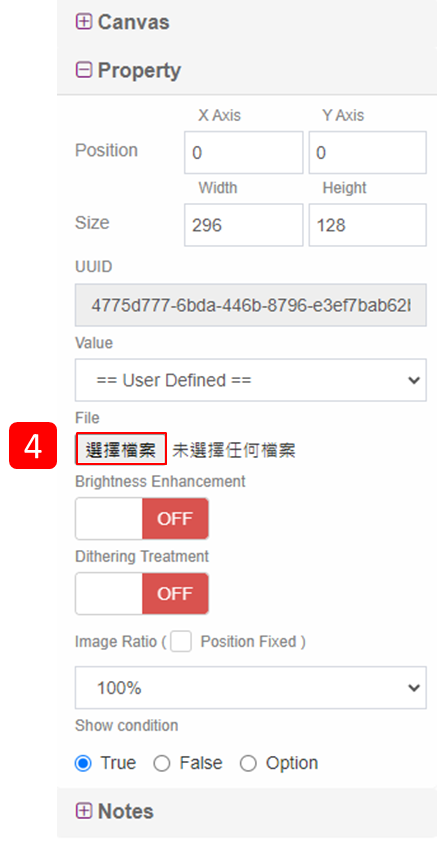 Canvas
Property
X Axis Y Axis
Position 0 0
Width Height
Size 296 128
UUID
4775d777-6bda-446b-8796-e3ef7bab62
Value
== User Defined ==
File
4 選擇檔案 未選擇任何檔案
Brightness Enhancement
OFF
Dithering Treatment
OFF
Image Ratio ( Position Fixed )
100%
Show condition
True False Option
Notes